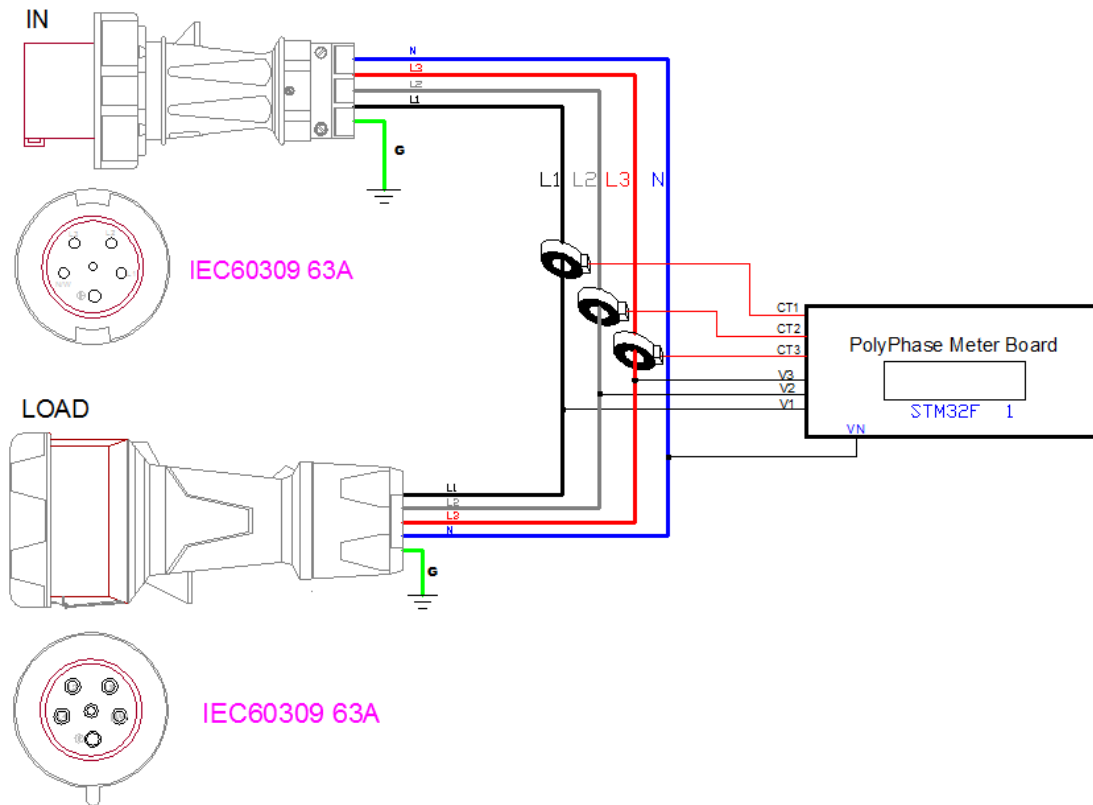 IN
N
L3
L2
L1
G
L1 L2 L3 N
IEC60309 63A
CT1
CT2
CT3
V3
V2
V1
PolyPhase Meter Board
STM32F 1
VN
LOAD
L1
L2
L3
N
G
IEC60309 63A